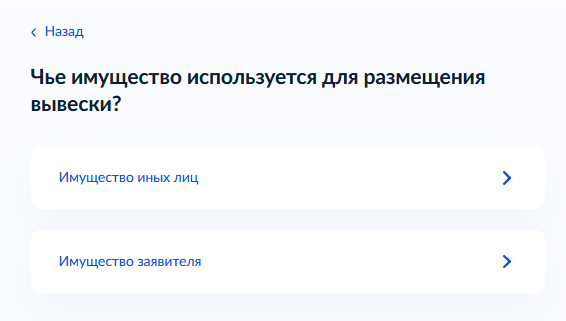 Назад
Чье имущество используется для размещения
вывески?
Имущество иных лиц
Имущество заявителя